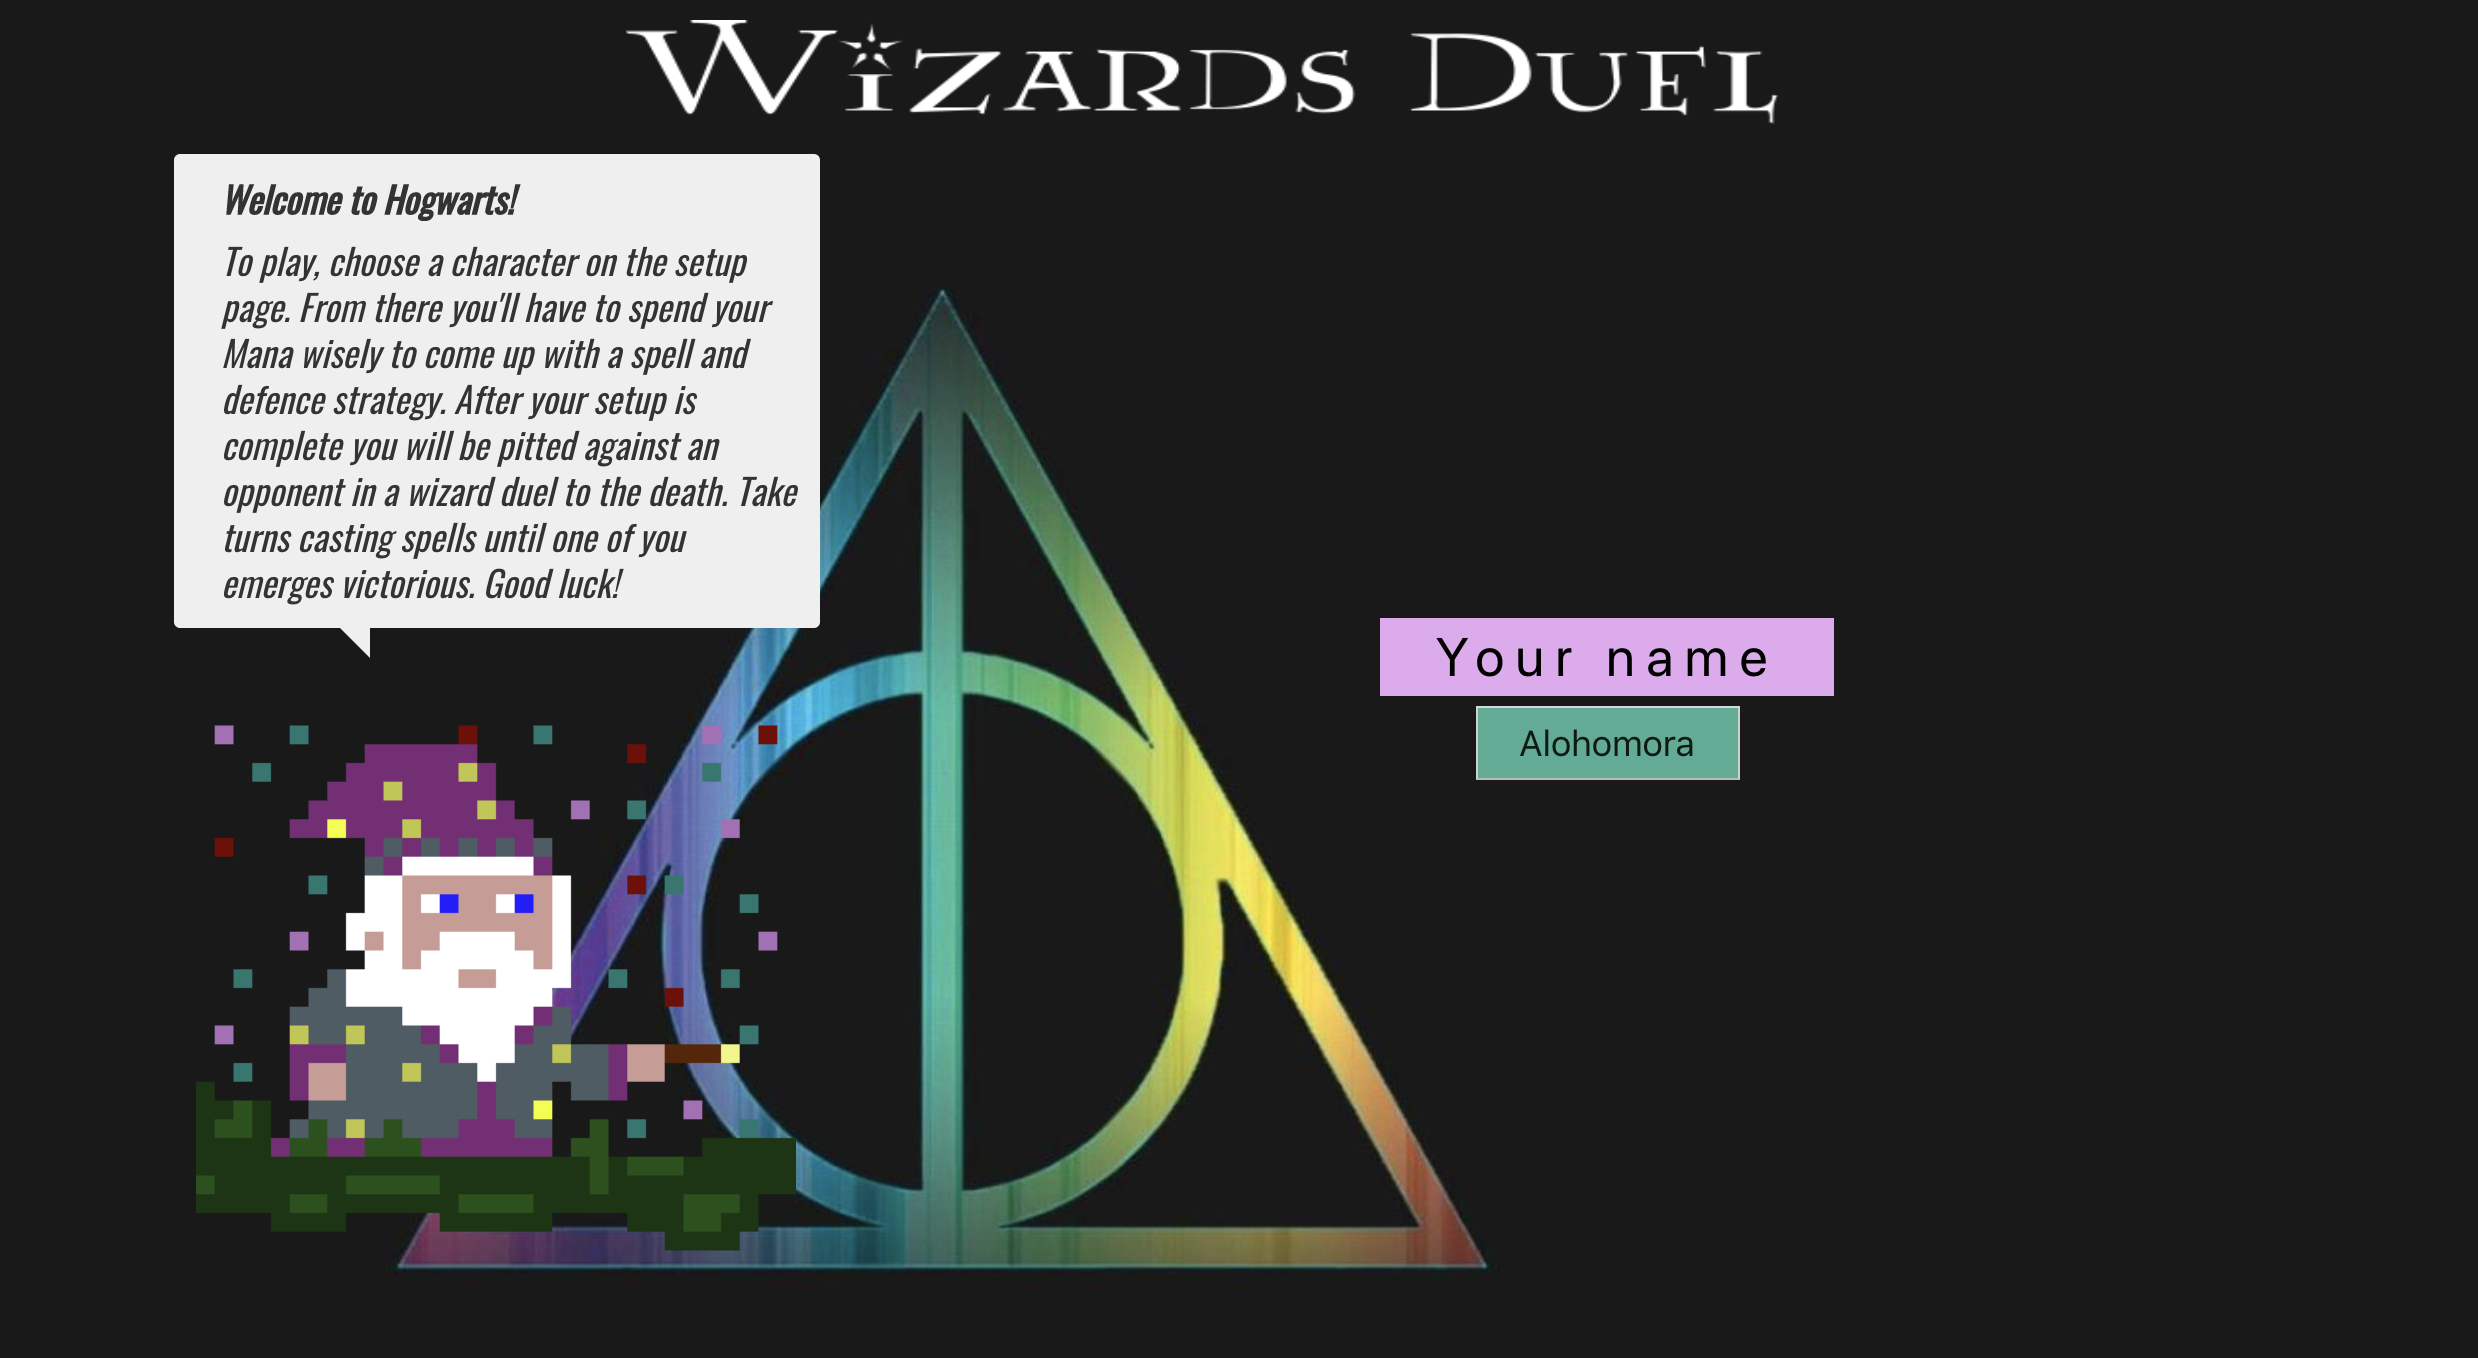 Wizards Duel
Welcome to Hogwarts!
To play, choose a character on the setup
page. From there you'll have to spend your
Mana wisely to come up with a spell and
defence strategy. After your setup is
complete you will be pitted against an
opponent in a wizard duel to the death. Take
turns casting spells until one of you
emerges victorious. Good luck!
Your name
Alohomora